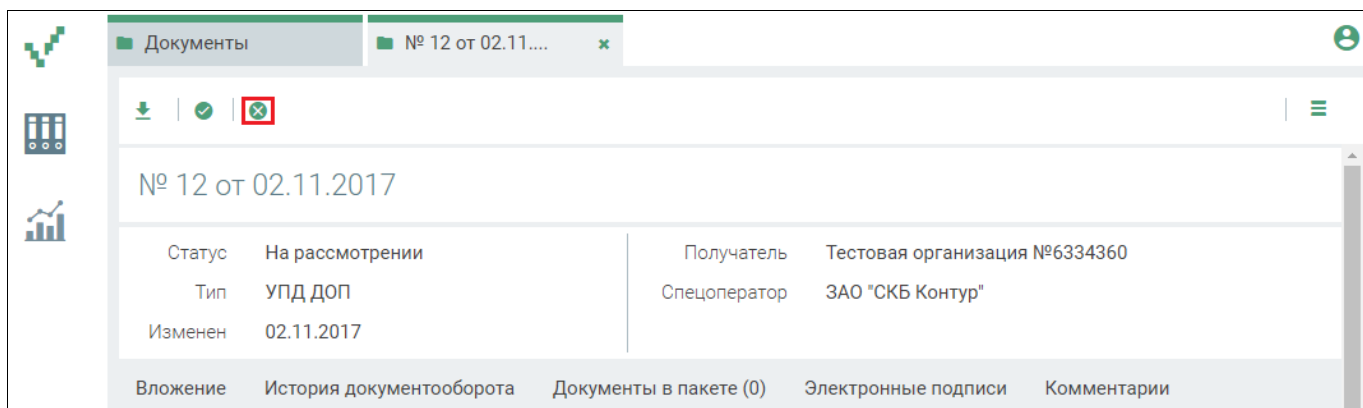 Документы
№ 12 от 02.11....
№ 12 от 02.11.2017
Статус На рассмотрении
Получатель Тестовая организация №6334360
Тип УПД ДОП
Спецоператор ЗАО "СКБ Контур"
Изменен 02.11.2017
Вложение История документооборота Документы в пакете (0) Электронные подписи Комментарии